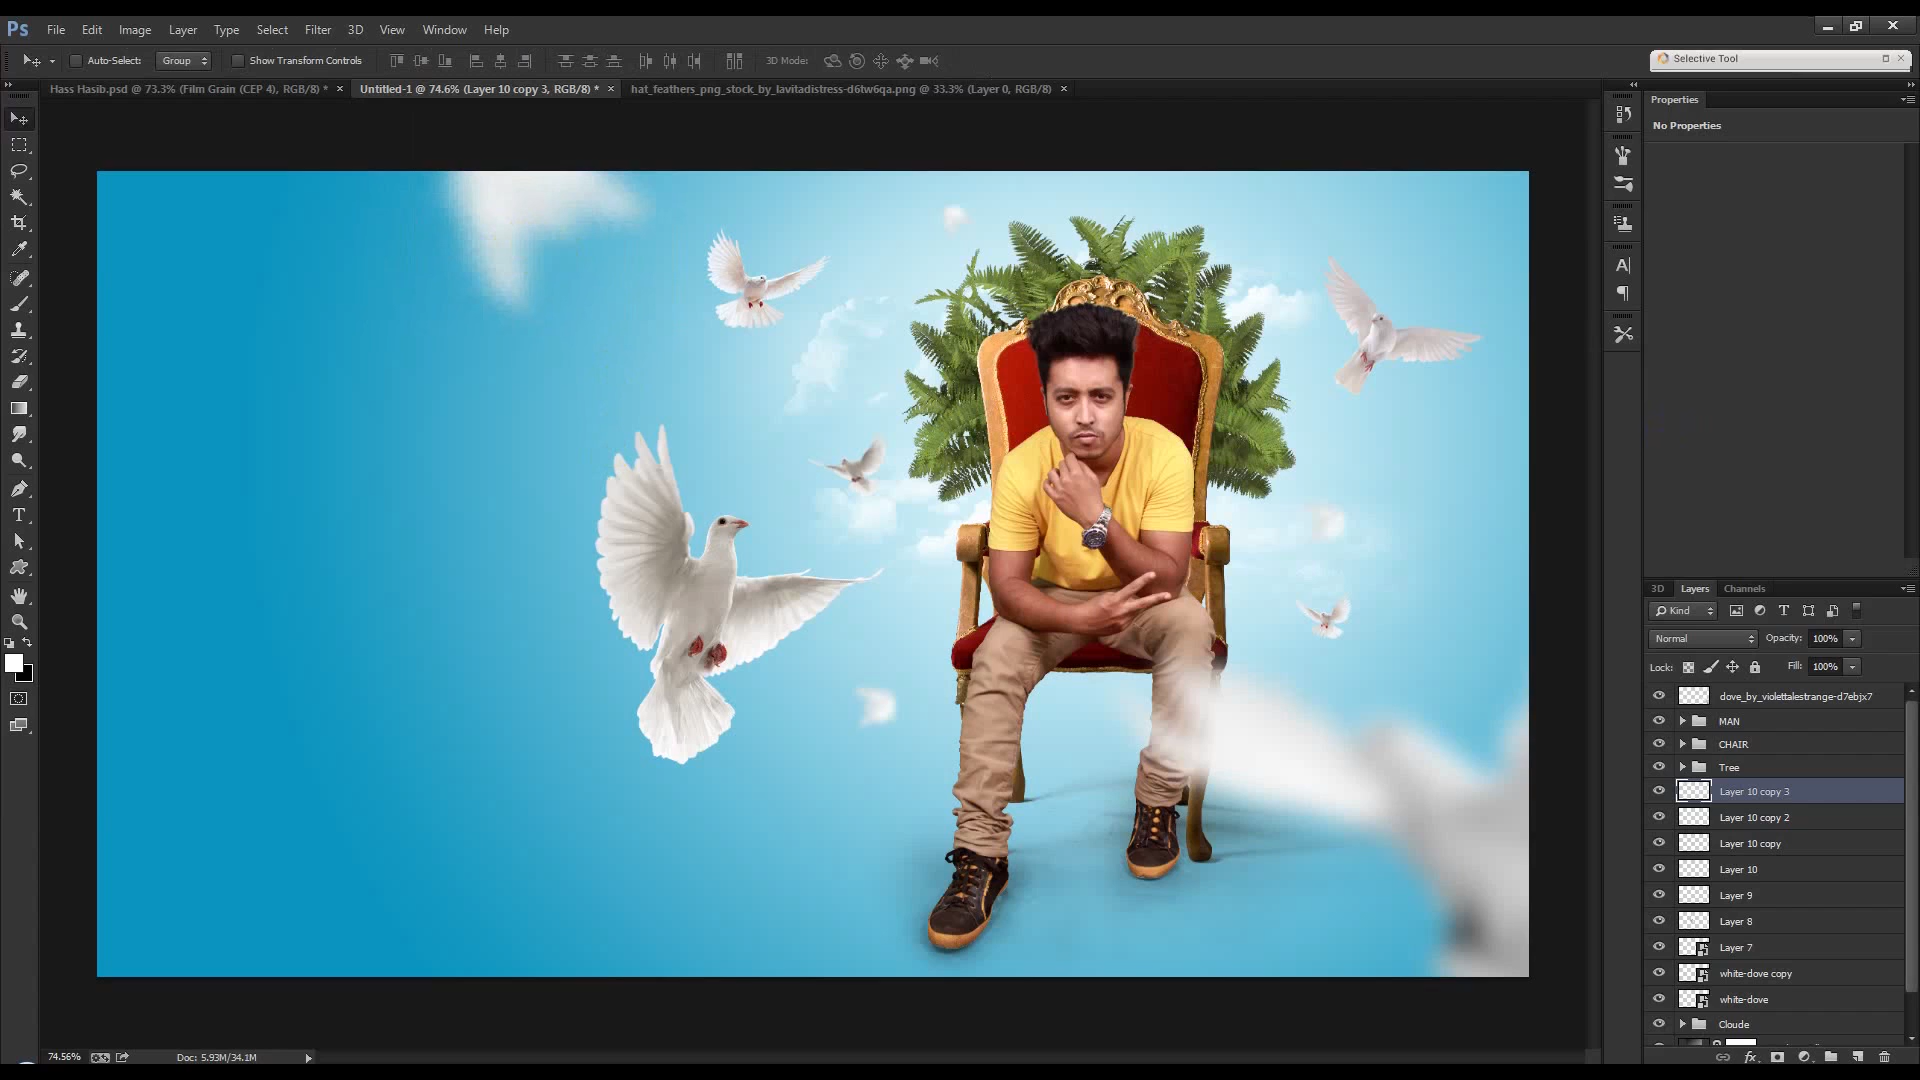 Ps File Edit Image Layer Type Select Filter 3D View Window Help
Auto-Select: Group Show Transform Controls 3D Mode: Selective Tool
Hass Hasib.psd @ 73.3% (Film Grain (CEP 4), RGB/8) * × Untitled-1 @ 74.6% (Layer 10 copy 3, RGB/8) * × hat_feathers_png_stock_by_lavitadistress-d6tw6qa.png @ 33.3% (Layer 0, RGB/8) ×
Properties
No Properties
3D Layers Channels
Kind
Normal Opacity: 100%
Lock: Fill: 100%
dove_by_violettalestrange-d7ebjx7
MAN
CHAIR
Tree
Layer 10 copy 3
Layer 10 copy 2
Layer 10 copy
Layer 10
Layer 9
Layer 8
Layer 7
white-dove copy
white-dove
Cloude
74.56% Doc: 5.93M/34.1M